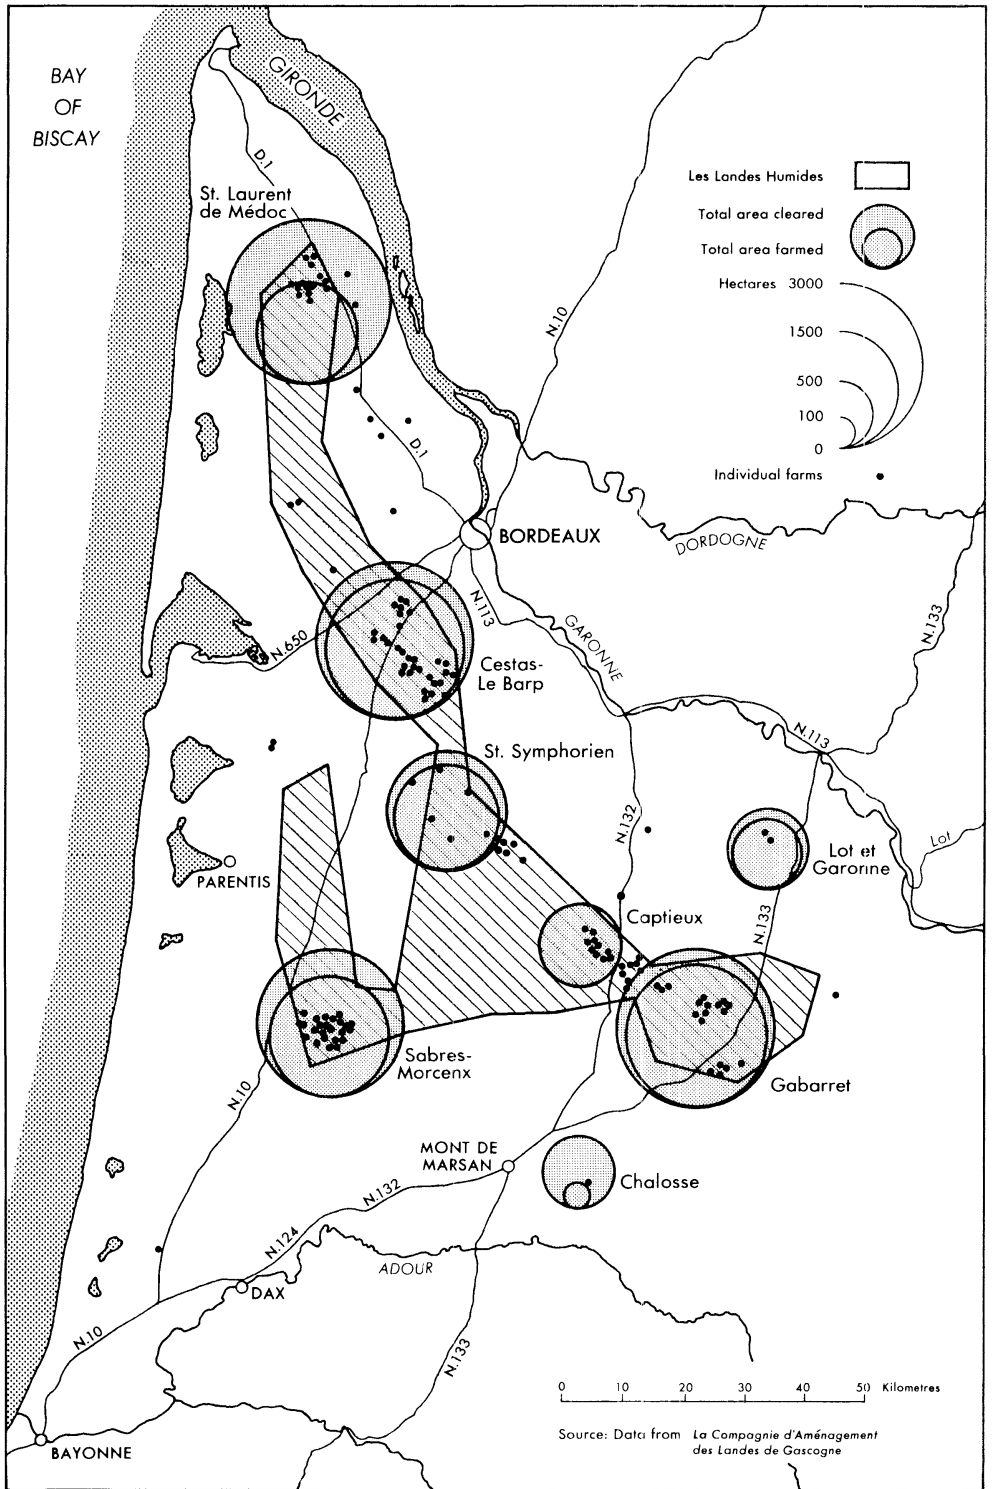 BAY
OF
BISCAY
GIRONDE
D.1
St. Laurent
de Médoc
Les Landes Humides
Total area cleared
Total area farmed
Hectares 3000
1500
500
100
0
Individual farms
N.10
D.1
BORDEAUX
DORDOGNE
N.113
GARONNE
N.133
N.650
Cestas-
Le Barp
N.113
St. Symphorien
N.132
Lot
Lot et
Garonne
PARENTIS
Captieux
N.133
Sabres-
Morcenx
Gabarret
N.10
MONT DE
MARSAN
Chalosse
N.132
N.124
ADOUR
DAX
N.10
N.133
0 10 20 30 40 50 Kilometres
Source: Data from La Compagnie d'Aménagement
des Landes de Gascogne
BAYONNE